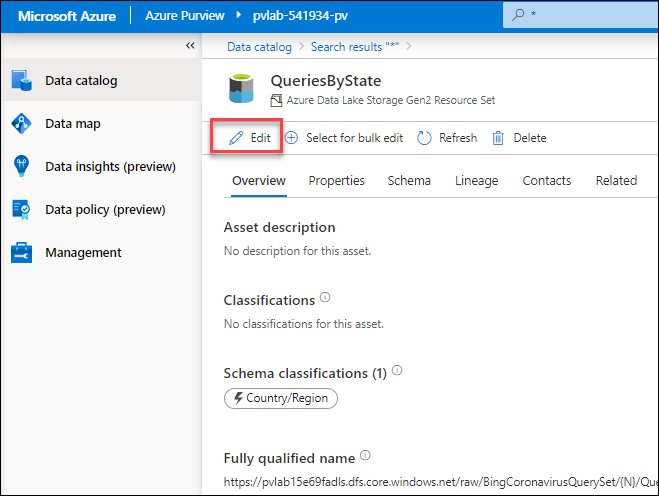 Microsoft Azure Azure Purview > pvlab-541934-pv *
« Data catalog > Search results "*" >
Data catalog
QueriesByState
Azure Data Lake Storage Gen2 Resource Set
Data map
Edit Select for bulk edit Refresh Delete
Data insights (preview)
Overview Properties Schema Lineage Contacts Related
Data policy (preview)
Asset description
Management
No description for this asset.
Classifications
No classifications for this asset.
Schema classifications (1)
Country/Region
Fully qualified name
https://pvlab15e69fadls.dfs.core.windows.net/raw/BingCoronavirusQuerySet/{N}/Que